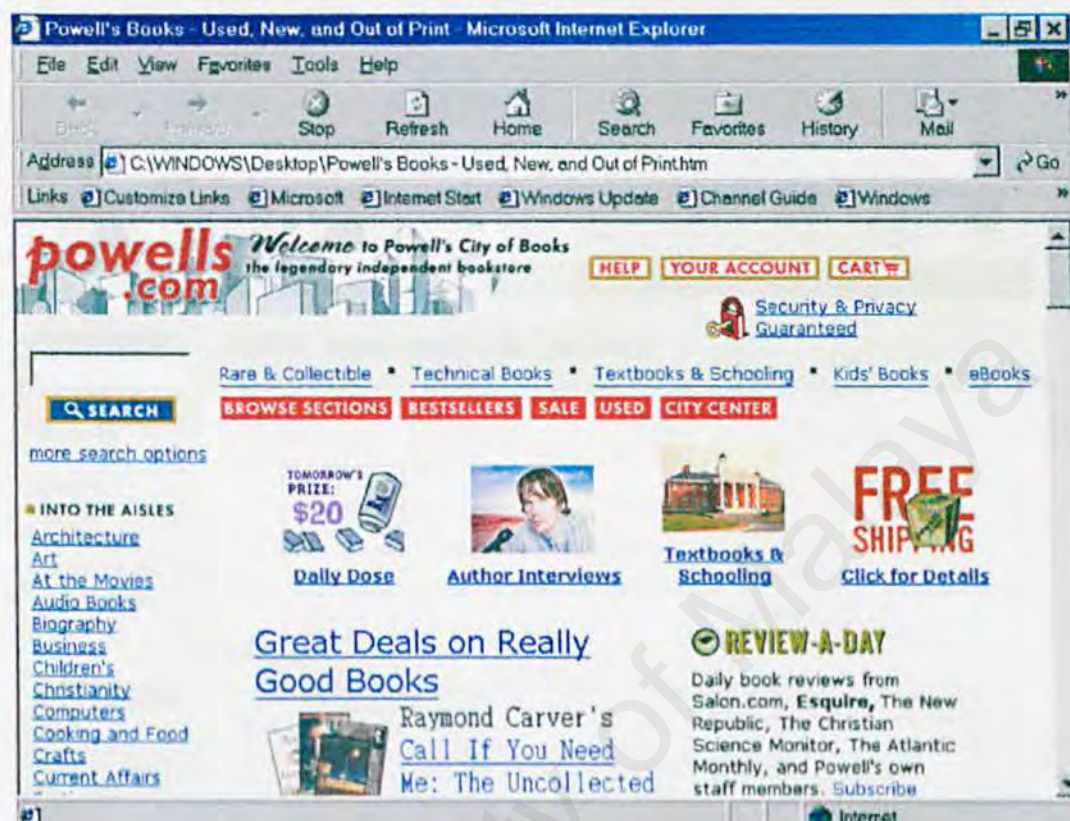 Powell's Books - Used, New, and Out of Print - Microsoft Internet Explorer
File Edit View Favorites Tools Help
Back Forward Stop Refresh Home Search Favorites History Mail »
Address C:\WINDOWS\Desktop\Powell's Books - Used, New, and Out of Print.htm Go
Links Customize Links Microsoft Internet Start Windows Update Channel Guide Windows »
powells.com
Welcome to Powell's City of Books
the legendary independent bookstore
HELP YOUR ACCOUNT CART
Security & Privacy
Guaranteed
Rare & Collectible ▪ Technical Books ▪ Textbooks & Schooling ▪ Kids' Books ▪ eBooks
SEARCH
BROWSE SECTIONS BESTSELLERS SALE USED CITY CENTER
more search options
INTO THE AISLES
Architecture
Art
At the Movies
Audio Books
Biography
Business
Children's
Christianity
Computers
Cooking and Food
Crafts
Current Affairs
TOMORROW'S
PRIZE:
$20
Daily Dose
Author Interviews
Textbooks &
Schooling
FREE
SHIPPING
Click for Details
Great Deals on Really
Good Books
Raymond Carver's
Call If You Need
Me: The Uncollected
REVIEW-A-DAY
Daily book reviews from
Salon.com, Esquire, The New
Republic, The Christian
Science Monitor, The Atlantic
Monthly, and Powell's own
staff members. Subscribe
Internet
University of Malaya